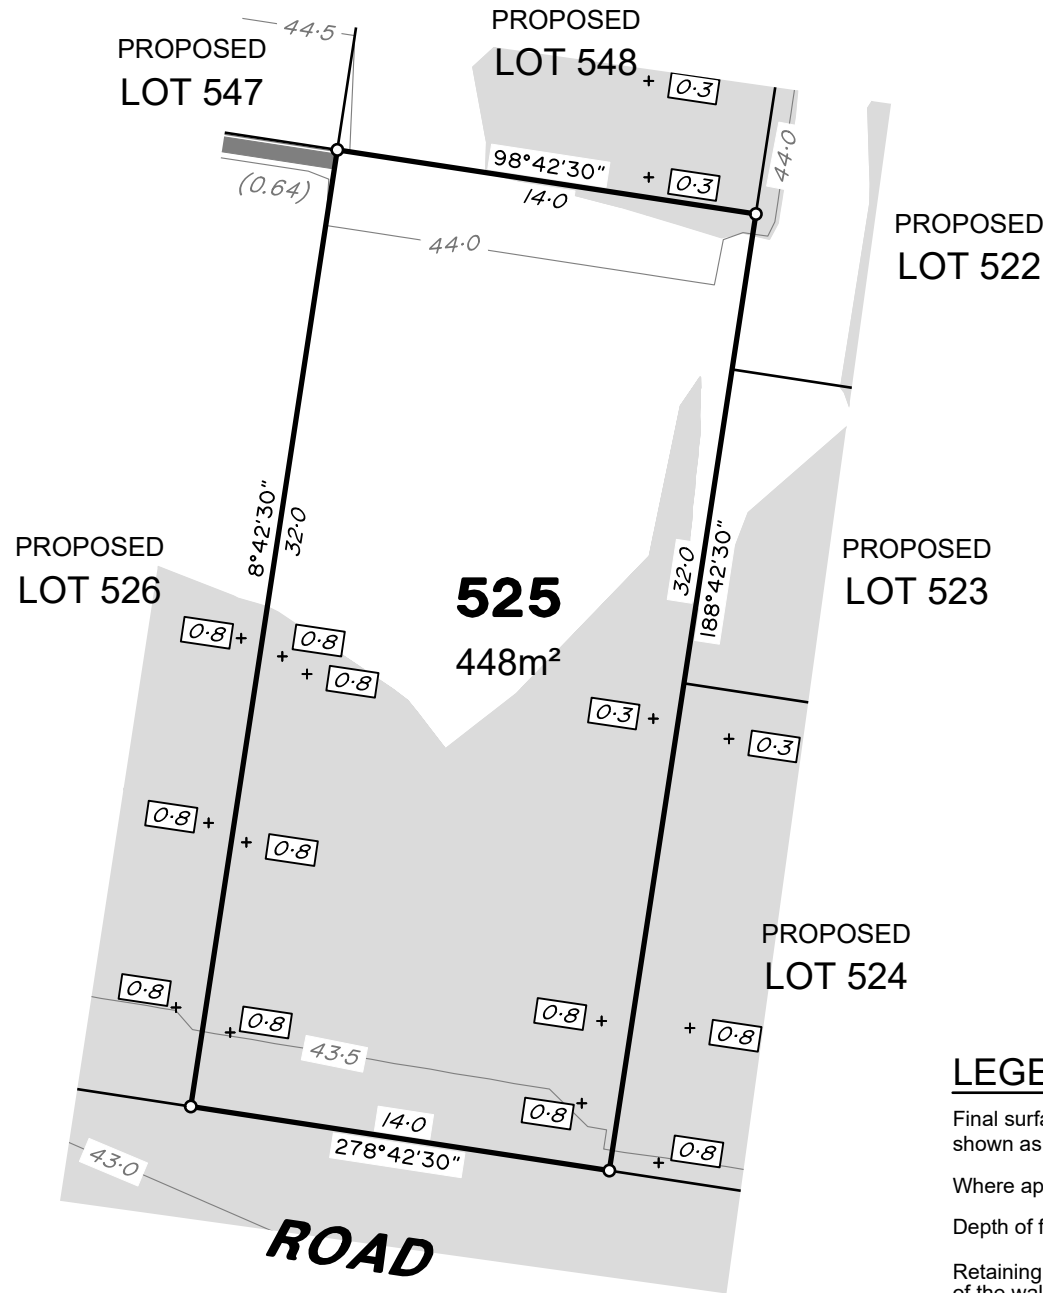 PROPOSED
LOT 548
44·5
PROPOSED
LOT 547
0·3
44·0
98°42'30"
14·0
0·3
(0.64)
44·0
PROPOSED
LOT 522
8°42'30"
32·0
32·0
188°42'30"
PROPOSED
LOT 526
525
448m²
PROPOSED
LOT 523
0·8
0·8
0·8
0·3
0·3
0·8
0·8
PROPOSED
LOT 524
0·8
0·8
0·8
0·8
43·5
0·8
0·8
14·0
278°42'30"
43·0
ROAD
LEGE
Final surfa
shown as
Where ap
Depth of f
Retaining
of the wal